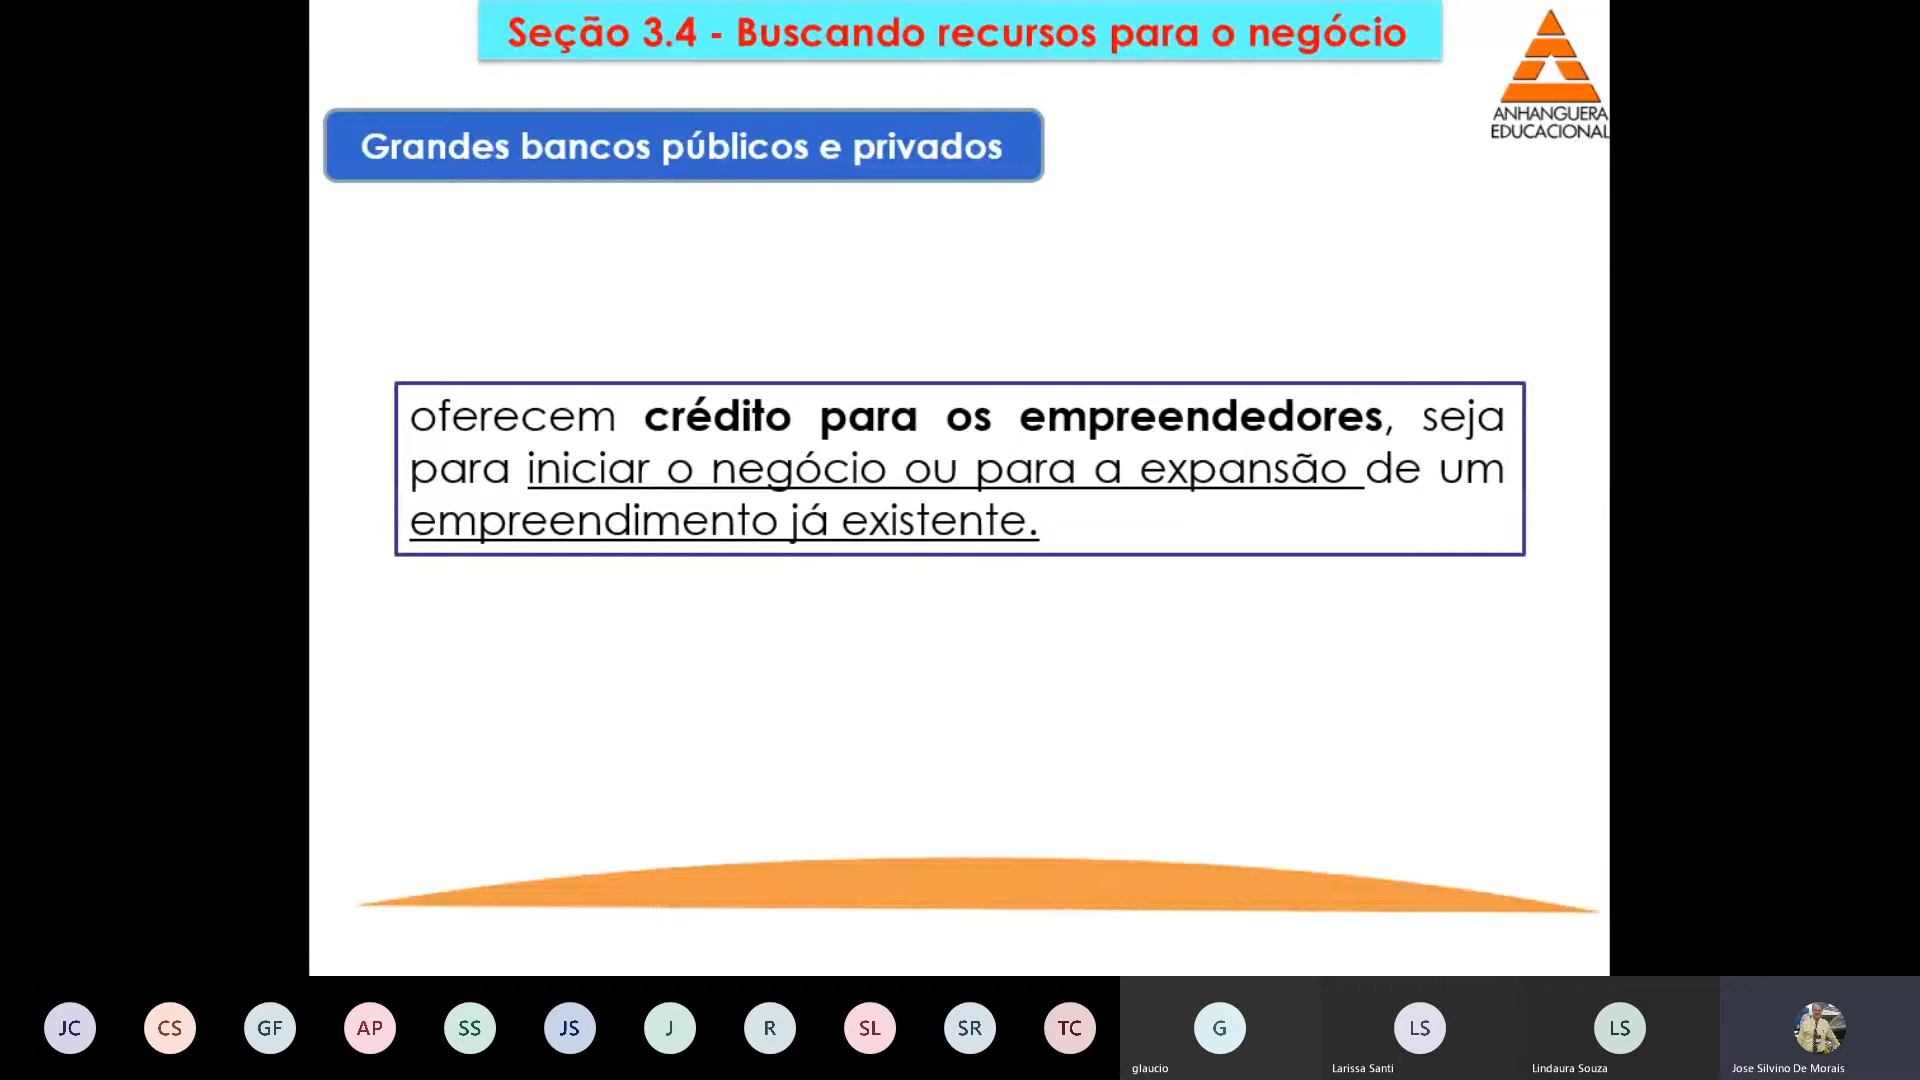 Seção 3.4 - Buscando recursos para o negócio
ANHANGUERA
EDUCACIONAL
Grandes bancos públicos e privados
oferecem crédito para os empreendedores, seja
para iniciar o negócio ou para a expansão de um
empreendimento já existente.
JC CS GF AP SS JS J R SL SR TC G LS LS
glaucio Larissa Santi Lindaura Souza Jose Silvino De Morais